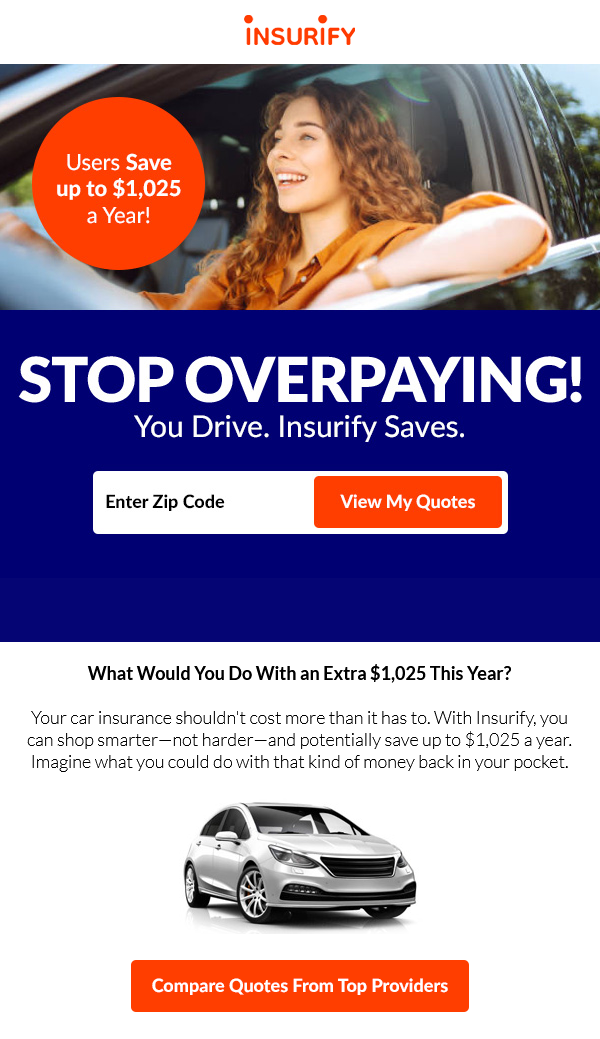 INSURIFY
Users Save
up to $1,025
a Year!
STOP OVERPAYING!
You Drive. Insurify Saves.
Enter Zip Code
View My Quotes
What Would You Do With an Extra $1,025 This Year?
Your car insurance shouldn't cost more than it has to. With Insurify, you
can shop smarter—not harder—and potentially save up to $1,025 a year.
Imagine what you could do with that kind of money back in your pocket.
Compare Quotes From Top Providers